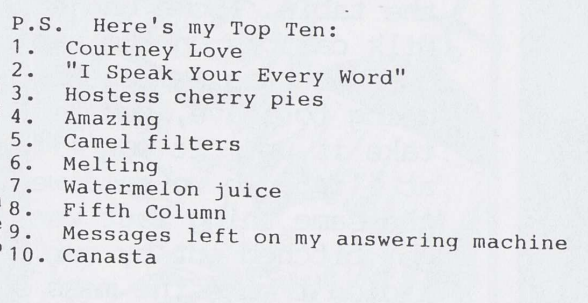 P.S.  Here's my Top Ten:
1.  Courtney Love
2.  "I Speak Your Every Word"
3.  Hostess cherry pies
4.  Amazing
5.  Camel filters
6.  Melting
7.  Watermelon juice
8.  Fifth Column
9.  Messages left on my answering machine
10. Canasta